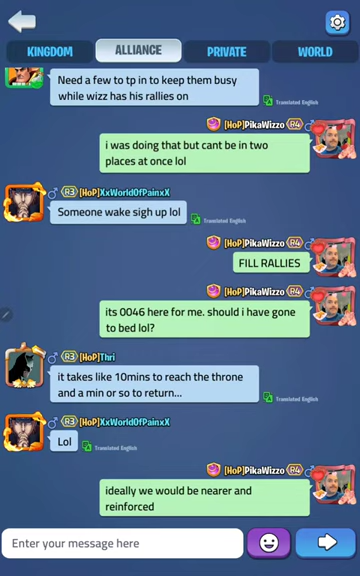 KINGDOM
ALLIANCE
PRIVATE
WORLD
Need a few to tp in to keep them busy
while wizz has his rallies on
Translated English
[HoP]PikaWizzo R4
i was doing that but cant be in two
places at once lol
R3 [HoP]XxWorldOfPainxX
Someone wake sigh up lol
Translated English
[HoP]PikaWizzo R4
FILL RALLIES
[HoP]PikaWizzo R4
its 0046 here for me. should i have gone
to bed lol?
R3 [HoP]Thri
it takes like 10mins to reach the throne
and a min or so to return...
Translated English
R3 [HoP]XxWorldOfPainxX
Lol
Translated English
[HoP]PikaWizzo R4
ideally we would be nearer and
reinforced
Enter your message here